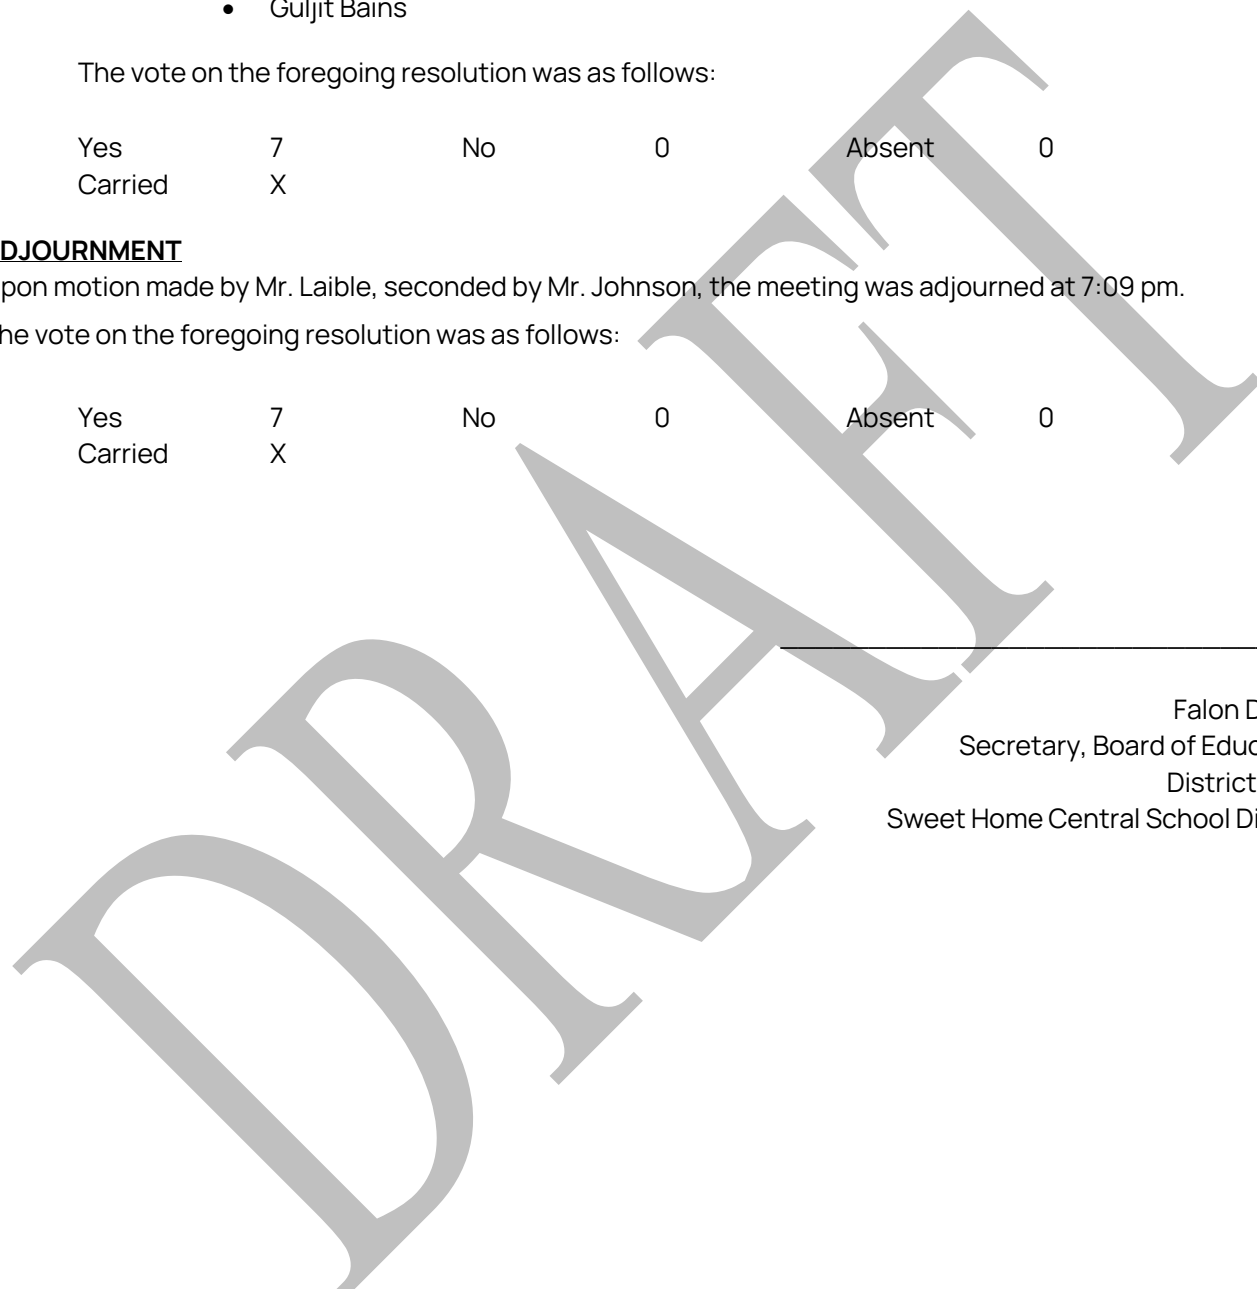 • Guljit Bains
The vote on the foregoing resolution was as follows:
Yes 7 No 0 Absent 0
Carried X
DJOURNMENT
pon motion made by Mr. Laible, seconded by Mr. Johnson, the meeting was adjourned at 7:09 pm.
he vote on the foregoing resolution was as follows:
Yes 7 No 0 Absent 0
Carried X
Falon D
Secretary, Board of Educ
District
Sweet Home Central School Di
DRAFT